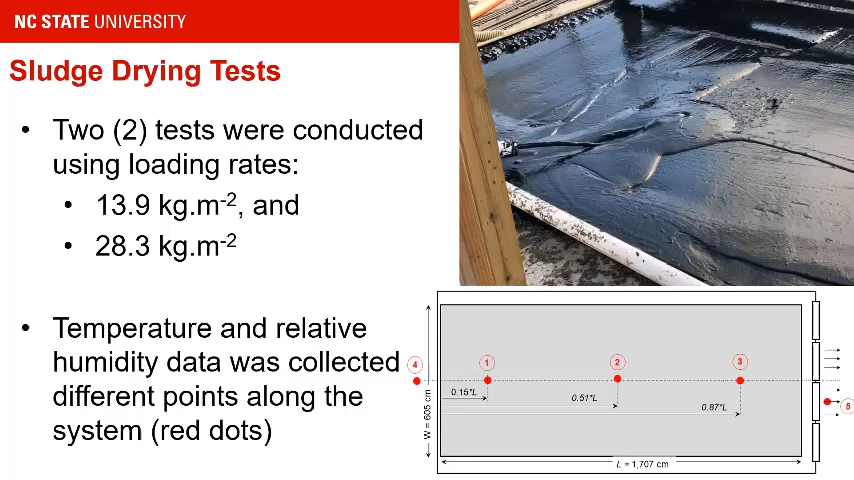 NC STATE UNIVERSITY
Sludge Drying Tests
• Two (2) tests were conducted
using loading rates:
• 13.9 kg.m⁻², and
• 28.3 kg.m⁻²
• Temperature and relative
humidity data was collected
different points along the
system (red dots)
4
1
2
3
5
0.15*L
0.51*L
0.87*L
W = 605 cm
L = 1,707 cm